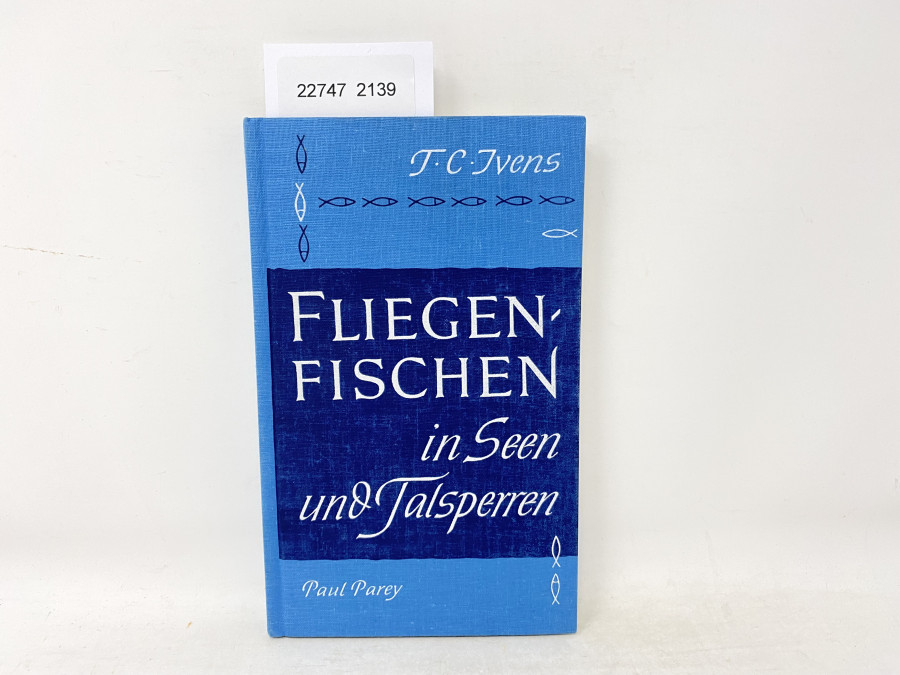 22747 2139
T. C. Ivens
FLIEGEN-
FISCHEN
in Seen
und Talsperren
Paul Parey